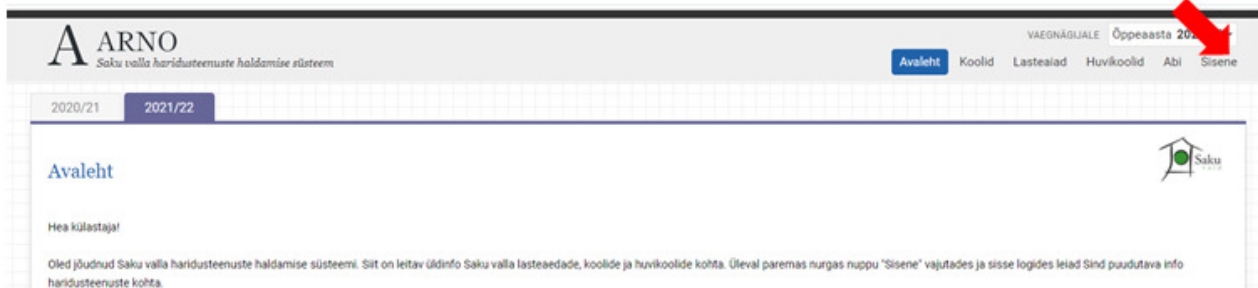 A ARNO
Saku valla haridusteenuste haldamise süsteem
VAEGNÄGIJALE Õppeaasta
Avaleht Koolid Lasteaiad Huvikoolid Abi Sisene
2020/21 2021/22
Avaleht
Saku
Hea külastaja!
Oled jõudnud Saku valla haridusteenuste haldamise süsteemi. Siit on leitav üldinfo Saku valla lasteaedade, koolide ja huvikoolide kohta. Üleval paremas nurgas nuppu "Sisene" vajutades ja sisse logides leiad Sind puudutava info
haridusteenuste kohta.